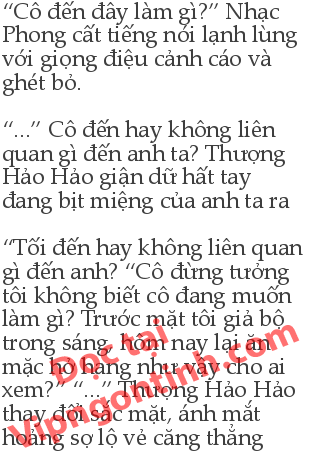 “Cô đến đây làm gì?” Nhạc
Phong cất tiếng nói lạnh lùng
với giọng điệu cảnh cáo và
ghét bỏ.
“...” Cô đến hay không liên
quan gì đến anh ta? Thượng
Hảo Hảo giận dữ hất tay
đang bịt miệng của anh ta ra
“Tối đến hay không liên quan
gì đến anh? “Cô đừng tưởng
tôi không biết cô đang muốn
làm gì? Trước mặt tôi giả bộ
trong sáng, hôm nay lại ăn
mặc hở hang như vậy cho ai
xem?” “...” Thượng Hảo Hảo
thay đổi sắc mặt, ánh mắt
hoảng sợ lộ vẻ căng thẳng
Đọc tại
Vipngontinh.com